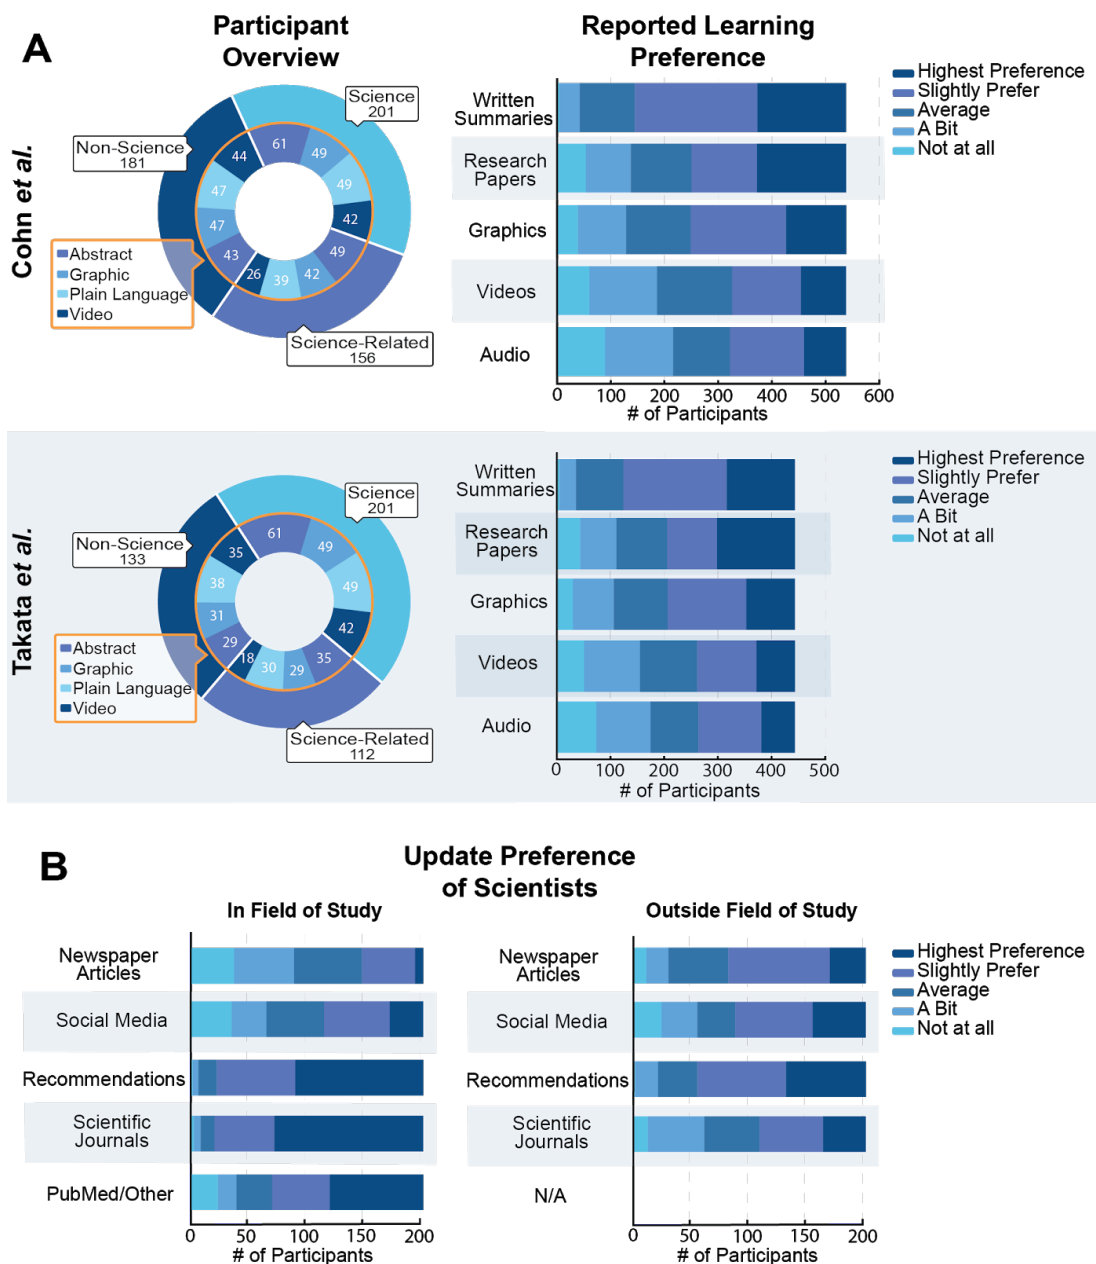 A
Participant
Overview
Reported Learning
Preference
Cohn et al.
Science
201
Non-Science
181
Science-Related
156
61
49
49
42
49
42
39
26
43
47
47
44
Abstract
Graphic
Plain Language
Video
Written
Summaries
Research
Papers
Graphics
Videos
Audio
0 100 200 300 400 500 600
# of Participants
Highest Preference
Slightly Prefer
Average
A Bit
Not at all
Takata et al.
Science
201
Non-Science
133
Science-Related
112
61
49
49
42
35
29
30
18
29
31
38
35
Abstract
Graphic
Plain Language
Video
Written
Summaries
Research
Papers
Graphics
Videos
Audio
0 100 200 300 400 500
# of Participants
Highest Preference
Slightly Prefer
Average
A Bit
Not at all
B
Update Preference
of Scientists
In Field of Study
Newspaper
Articles
Social Media
Recommendations
Scientific
Journals
PubMed/Other
0 50 100 150 200
# of Participants
Outside Field of Study
Newspaper
Articles
Social Media
Recommendations
Scientific
Journals
N/A
0 50 100 150 200
# of Participants
Highest Preference
Slightly Prefer
Average
A Bit
Not at all